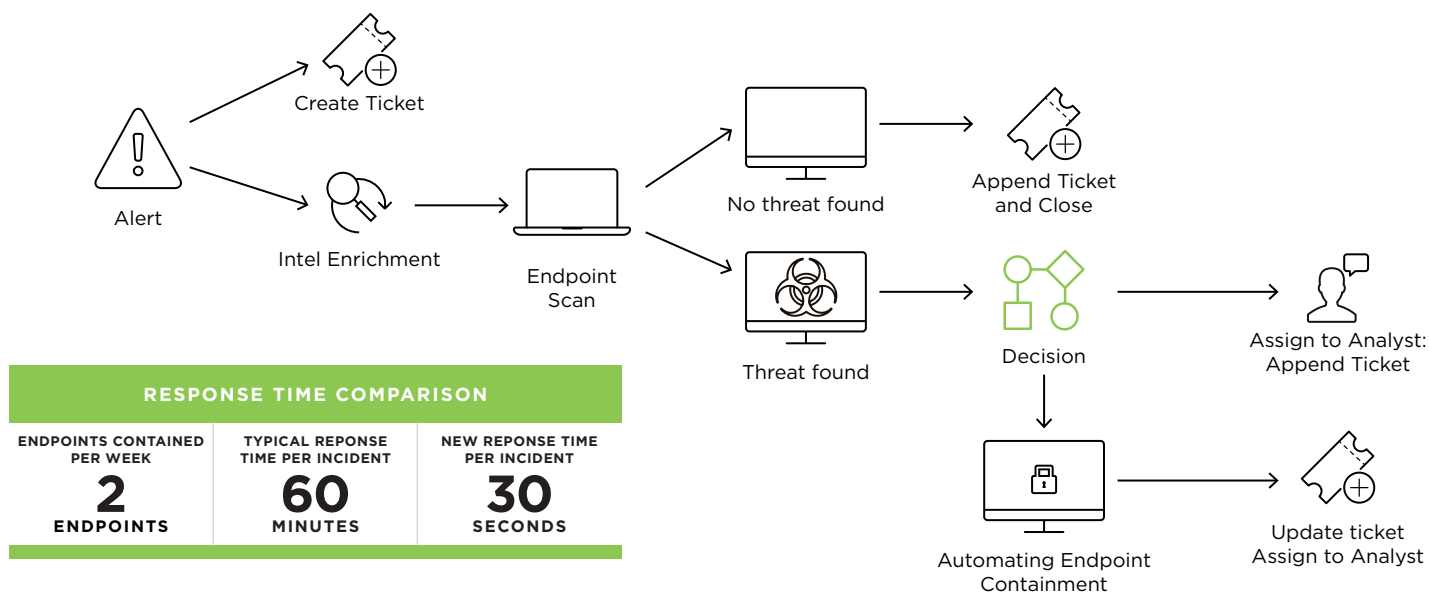 Create Ticket
Alert
Intel Enrichment
Endpoint
Scan
No threat found
Append Ticket
and Close
Threat found
Decision
Assign to Analyst:
Append Ticket
Automating Endpoint
Containment
Update ticket
Assign to Analyst
RESPONSE TIME COMPARISON
ENDPOINTS CONTAINED
PER WEEK
2
ENDPOINTS
TYPICAL REPONSE
TIME PER INCIDENT
60
MINUTES
NEW REPONSE TIME
PER INCIDENT
30
SECONDS